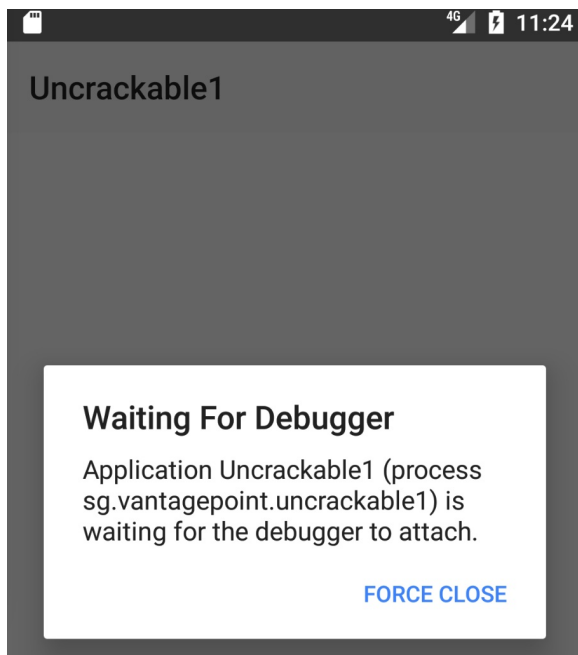 4G 11:24
Uncrackable1
Waiting For Debugger
Application Uncrackable1 (process
sg.vantagepoint.uncrackable1) is
waiting for the debugger to attach.
FORCE CLOSE